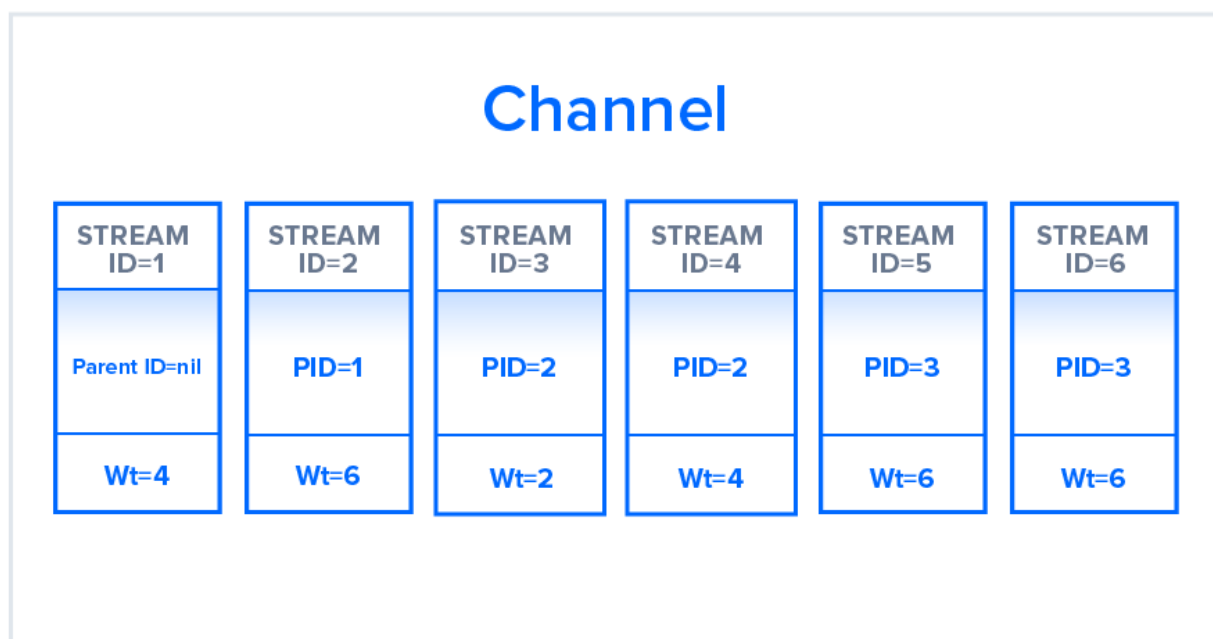 Channel
STREAM
ID=1
Parent ID=nil
Wt=4
STREAM
ID=2
PID=1
Wt=6
STREAM
ID=3
PID=2
Wt=2
STREAM
ID=4
PID=2
Wt=4
STREAM
ID=5
PID=3
Wt=6
STREAM
ID=6
PID=3
Wt=6